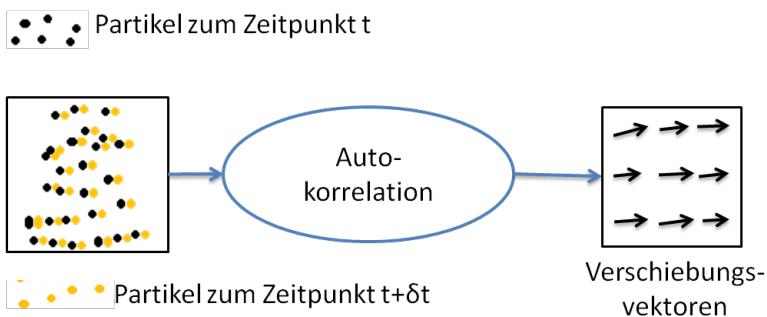 Partikel zum Zeitpunkt t
Auto-
korrelation
Verschiebungs-
vektoren
Partikel zum Zeitpunkt t+δt